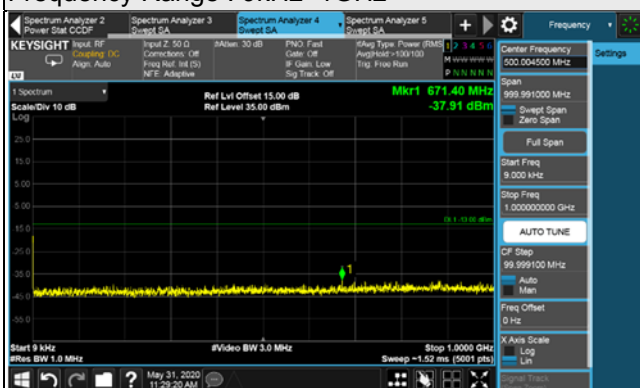 Spectrum Analyzer 2
Power Stat CCDF
Spectrum Analyzer 3
Swept SA
Spectrum Analyzer 4
Swept SA
Spectrum Analyzer 5
Swept SA
+
Frequency
KEYSIGHT
Input: RF
Coupling: DC
Align: Auto
Input Z: 50 Ω
Corrections: Off
Freq Ref: Int (S)
NFE: Adaptive
#Atten: 30 dB
PNO: Fast
Gate: Off
IF Gain: Low
Sig Track: Off
#Avg Type: Power (RMS
Avg|Hold:>100/100
Trig: Free Run
1 2 3 4 5 6
M W W W W W
P N N N N N
LXI
1 Spectrum
Scale/Div 10 dB
Log
Ref Lvl Offset 15.00 dB
Ref Level 35.00 dBm
Mkr1 671.40 MHz
-37.91 dBm
25.0
15.0
5.00
-5.00
-15.0
-25.0
-35.0
-45.0
-55.0
DL1 -13.00 dBm
1
Start 9 kHz
#Res BW 1.0 MHz
#Video BW 3.0 MHz
Stop 1.0000 GHz
Sweep ~1.52 ms (5001 pts)
May 31, 2020
11:29:20 AM
Center Frequency
500.004500 MHz
Settings
Span
999.991000 MHz
Swept Span
Zero Span
Full Span
Start Freq
9.000 kHz
Stop Freq
1.000000000 GHz
AUTO TUNE
CF Step
99.999100 MHz
Auto
Man
Freq Offset
0 Hz
X Axis Scale
Log
Lin
Signal Track